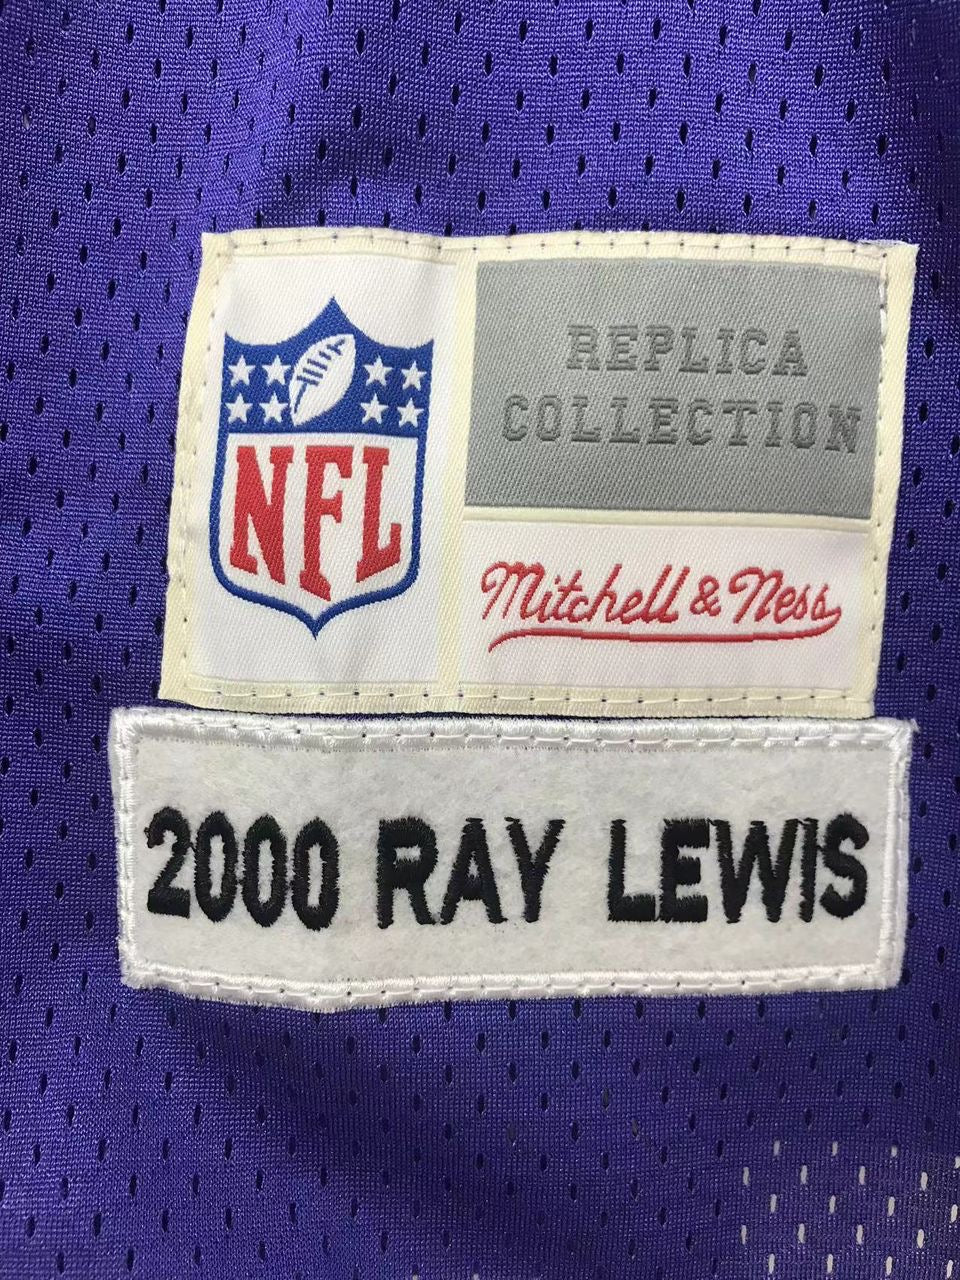 NFL
REPLICA
COLLECTION
Mitchell & Ness
2000 RAY LEWIS